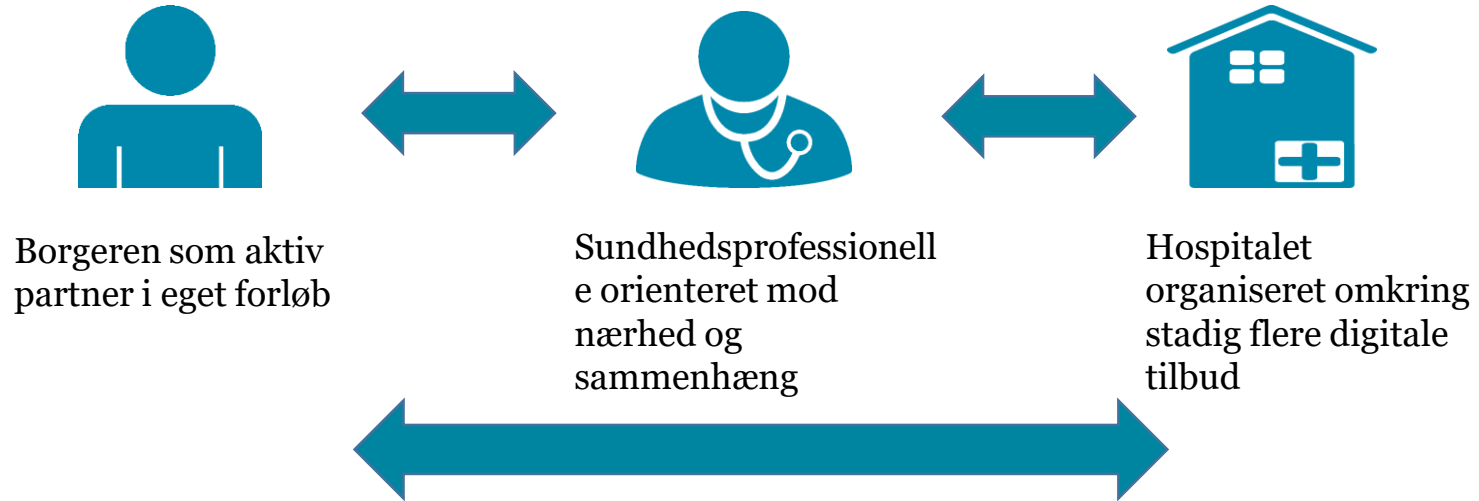 Borgeren som aktiv
partner i eget forløb
Sundhedsprofessionell
e orienteret mod
nærhed og
sammenhæng
Hospitalet
organiseret omkring
stadig flere digitale
tilbud